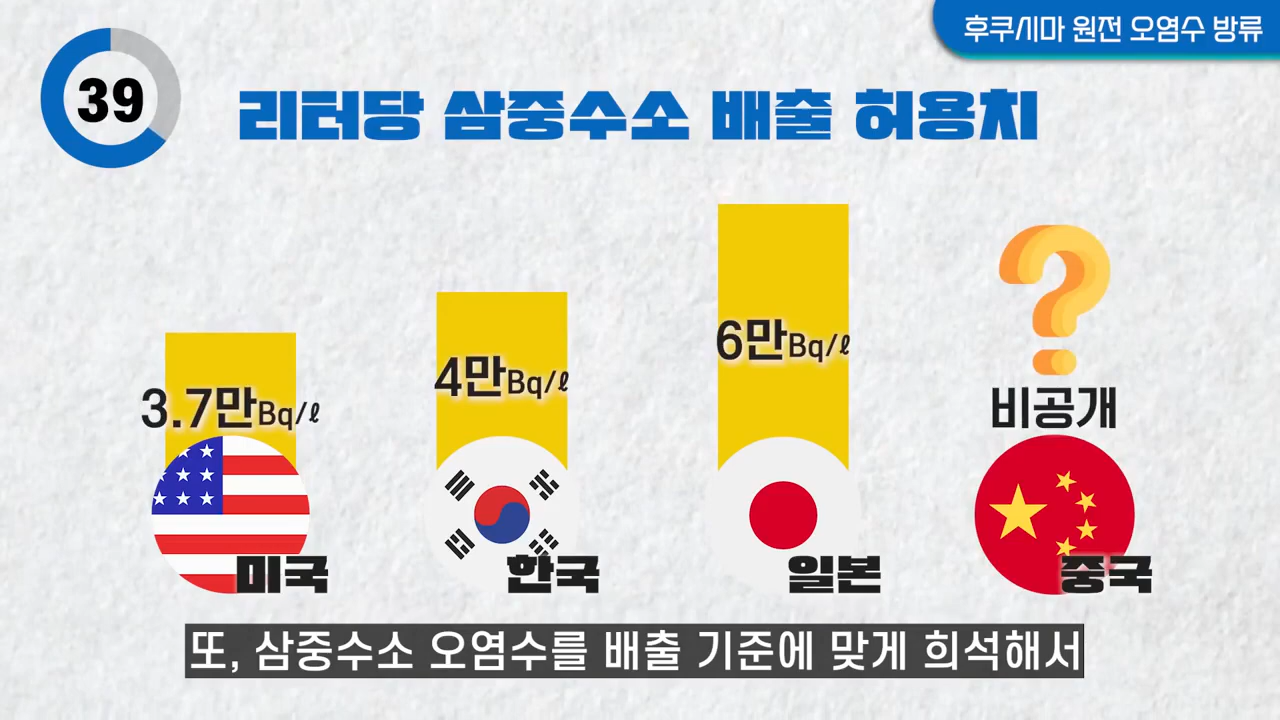 후쿠시마 원전 오염수 방류
39
리터당 삼중수소 배출 허용치
3.7만Bq/ℓ
4만Bq/ℓ
6만Bq/ℓ
비공개
미국
한국
일본
중국
또, 삼중수소 오염수를 배출 기준에 맞게 희석해서